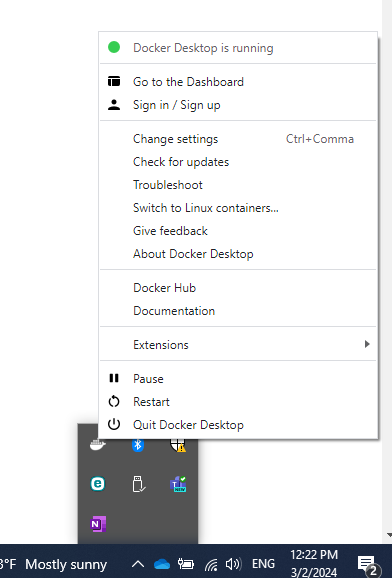 Docker Desktop is running
Go to the Dashboard
Sign in / Sign up
Change settings Ctrl+Comma
Check for updates
Troubleshoot
Switch to Linux containers...
Give feedback
About Docker Desktop
Docker Hub
Documentation
Extensions
Pause
Restart
Quit Docker Desktop
3°F Mostly sunny
ENG
12:22 PM
3/2/2024
2